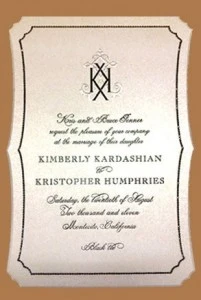 KK
Kris and Bruce Jenner
request the pleasure of your company
at the marriage of their daughter
KIMBERLY KARDASHIAN
&
KRISTOPHER HUMPHRIES
Saturday, the twentieth of August
Two thousand and eleven
Montecito, California
Black tie